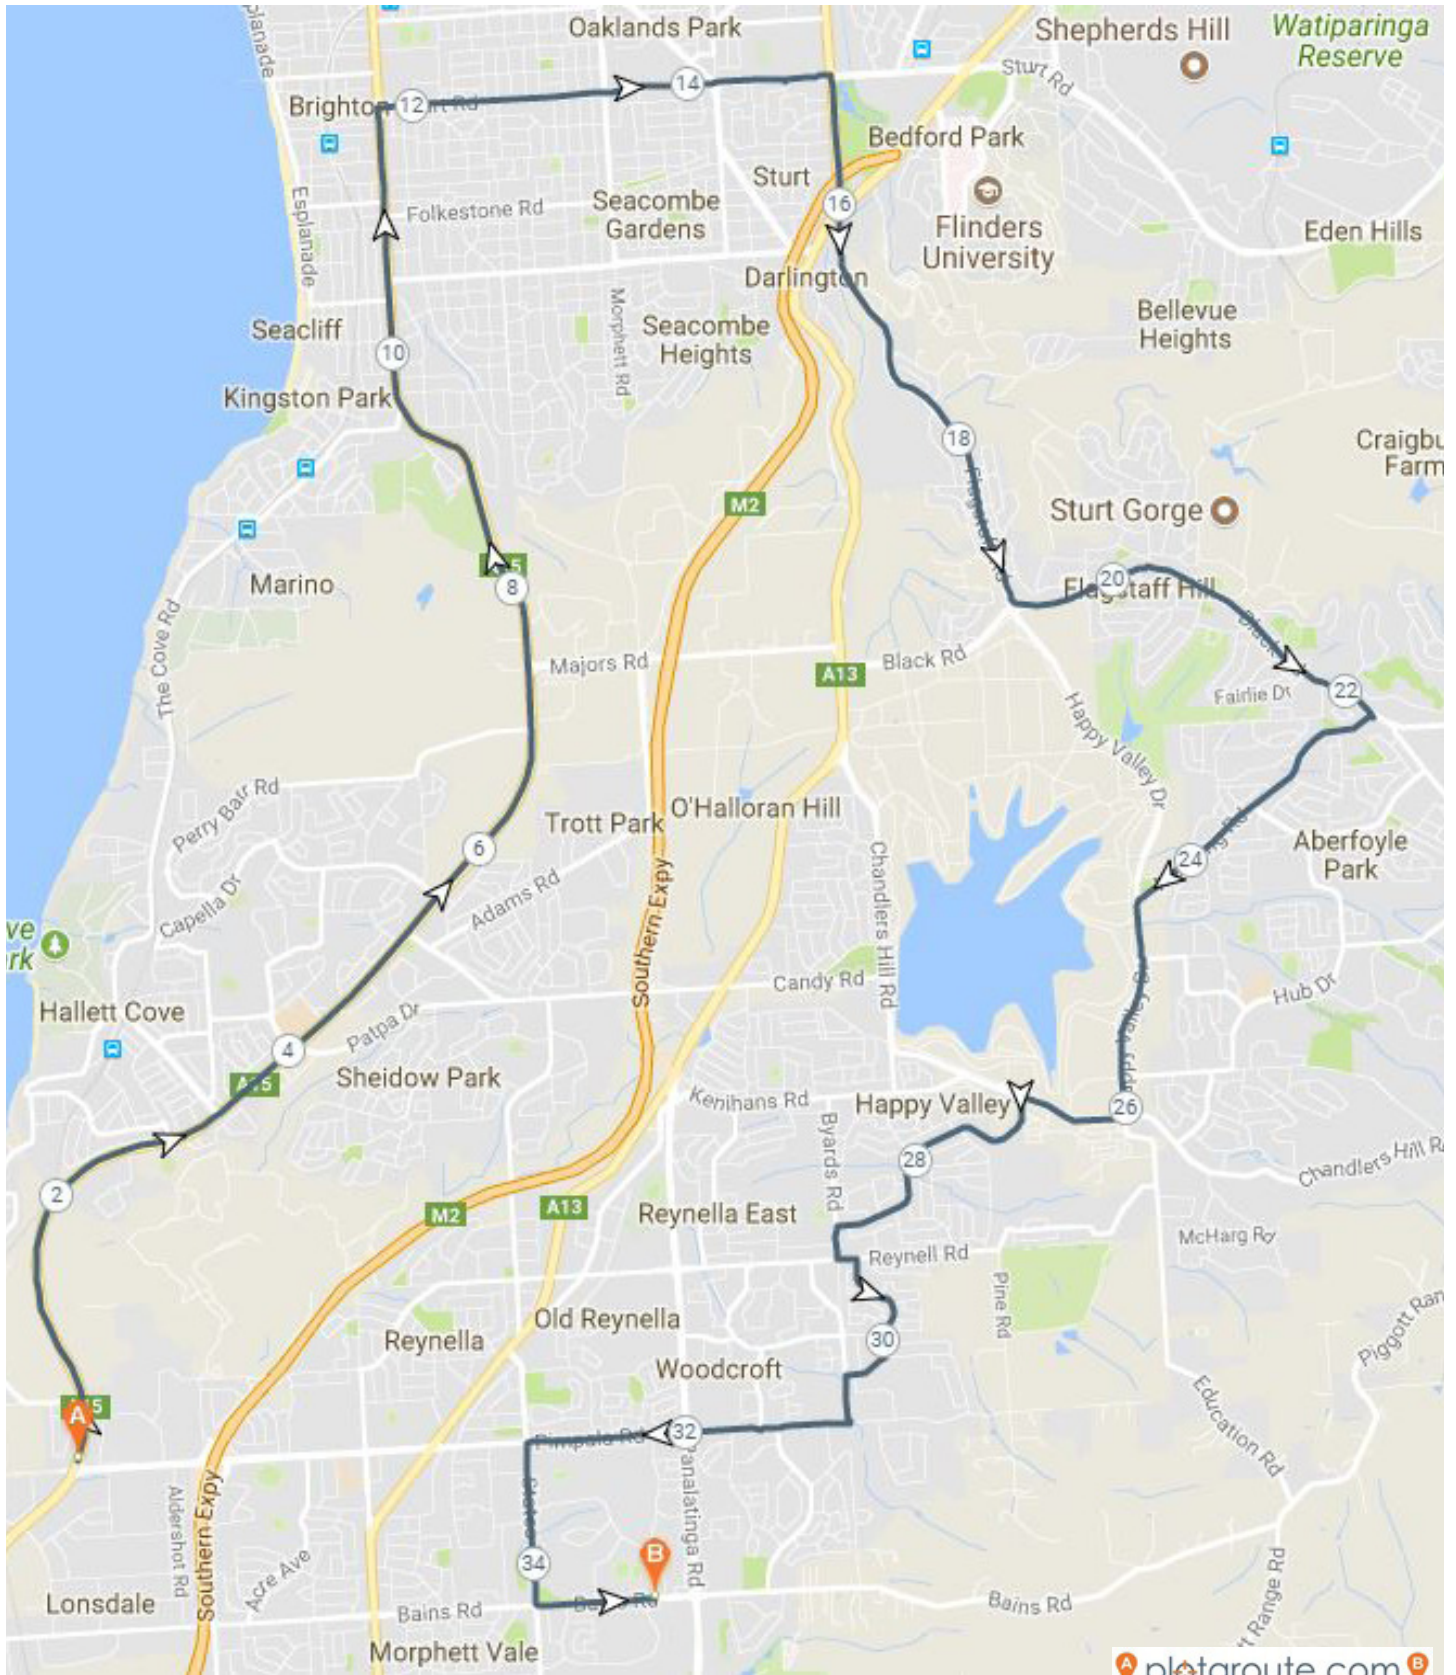 Oaklands Park
Shepherds Hill
Watiparinga
Reserve
Sturt Rd
Brighton
12
14
Bedford Park
Esplanade
Sturt
Folkestone Rd
Seacombe
Gardens
16
Flinders
University
Eden Hills
Darlington
Morphett Rd
Seacliff
Seacombe
Heights
Bellevue
Heights
10
Kingston Park
18
M2
Sturt Gorge
Marino
8
20
Flagstaff Hill
The Cove Rd
Majors Rd
A13
Black Rd
Fairlie Dr
22
Happy Valley Dr
Perry Barr Rd
Trott Park
O'Halloran Hill
6
24
Aberfoyle
Park
Capella Dr
Adams Rd
Chandlers Hill Rd
Southern Expy
Candy Rd
Hub Dr
Hallett Cove
Patpa Dr
4
Sheidow Park
Kenihans Rd
Happy Valley
26
Byards Rd
28
Chandlers Hill
2
M2
A13
Reynella East
McHarg
Reynell Rd
Pine Rd
Old Reynella
Reynella
30
Woodcroft
A
Education Rd
Pimpala Rd
32
Panalatinga Rd
Aldershot Rd
Southern Expy
Acre Ave
34
B
Lonsdale
Bains Rd
Bains Rd
Bains Rd
Morphett Vale
A plotaroute.com B